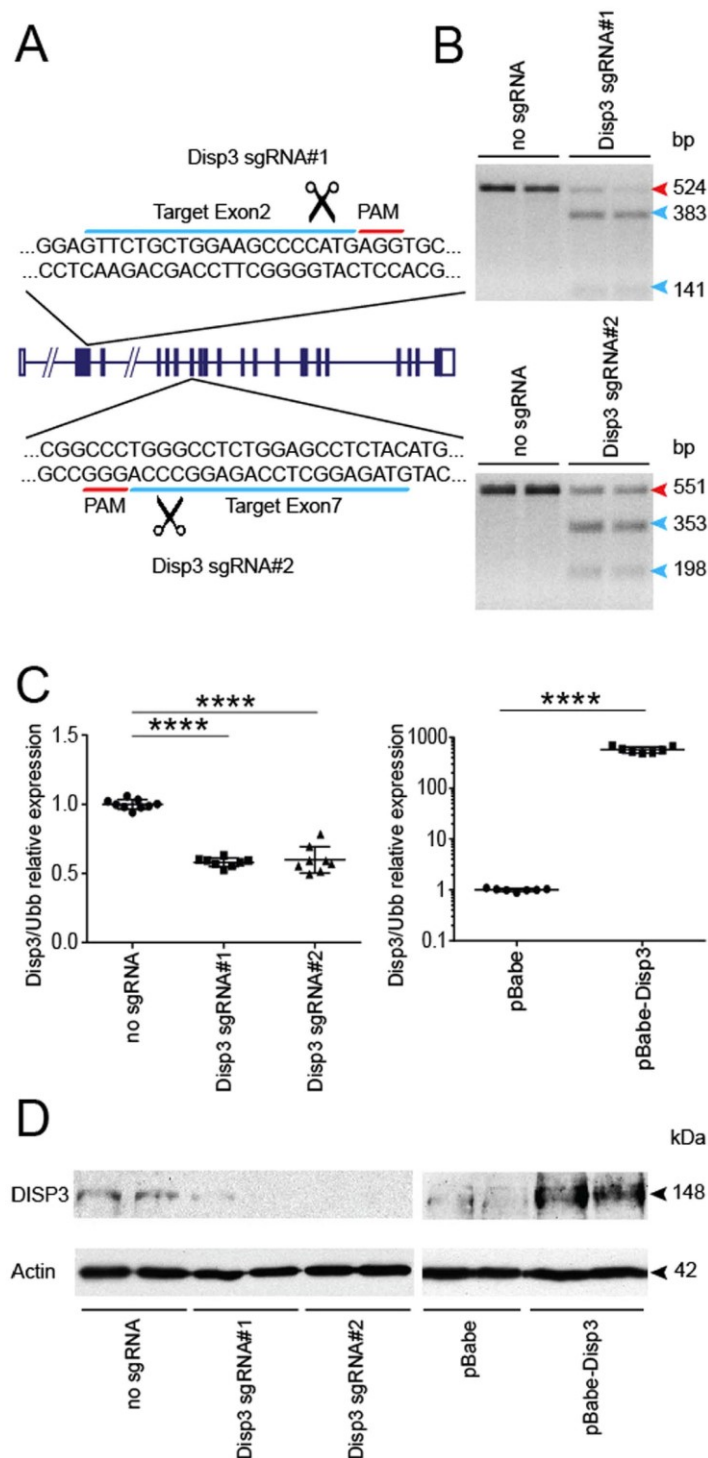 A
Disp3 sgRNA#1
Target Exon2 PAM
...GGAGTTCTGCTGGAAGCCCCATGAGGTGC...
...CCTCAAGACGACCTTCGGGGTACTCCACG...
...CGGCCCTGGGCCTCTGGAGCCTCTACATG...
...GCCGGGACCCGGAGACCTCGGAGATGTAC...
PAM Target Exon7
Disp3 sgRNA#2
B
no sgRNA
Disp3 sgRNA#1
bp
524
383
141
no sgRNA
Disp3 sgRNA#2
bp
551
353
198
C
Disp3/Ubb relative expression
1.5
1.0
0.5
0.0
****
****
no sgRNA
Disp3 sgRNA#1
Disp3 sgRNA#2
Disp3/Ubb relative expression
1000
100
10
1
0.1
****
pBabe
pBabe-Disp3
D
kDa
DISP3
148
Actin
42
no sgRNA
Disp3 sgRNA#1
Disp3 sgRNA#2
pBabe
pBabe-Disp3